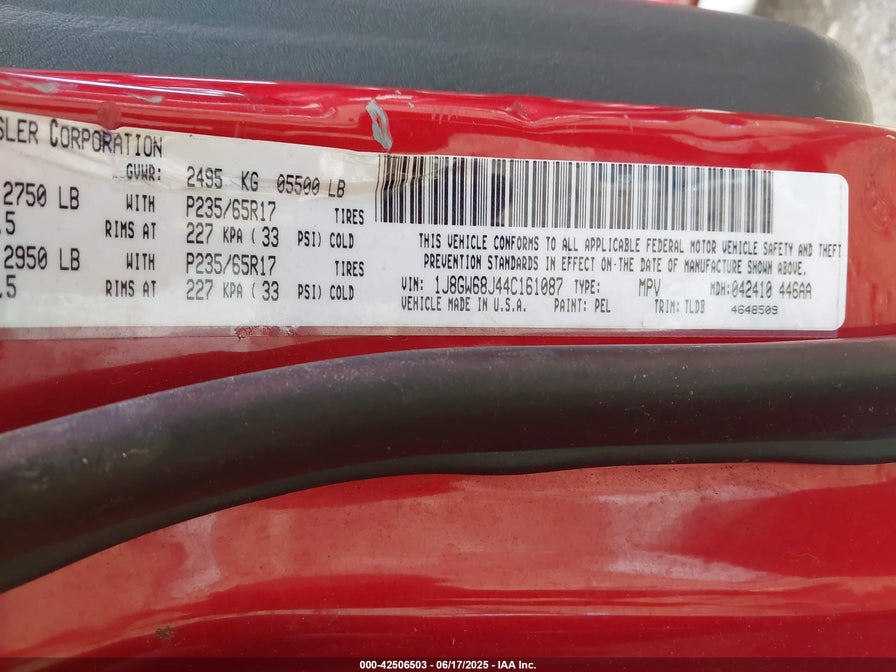 SLER CORPORATION
GVWR: 2495 KG 05500 LB
2750 LB WITH P235/65R17 TIRES
.5 RIMS AT 227 KPA ( 33 PSI) COLD
2950 LB WITH P235/65R17 TIRES
.5 RIMS AT 227 KPA ( 33 PSI) COLD
THIS VEHICLE CONFORMS TO ALL APPLICABLE FEDERAL MOTOR VEHICLE SAFETY AND THEFT
PREVENTION STANDARDS IN EFFECT ON-THE DATE OF MANUFACTURE SHOWN ABOVE.
VIN: 1J8GW68J44C161087 TYPE: MPV MDH:042410 446AA
VEHICLE MADE IN U.S.A. PAINT: PEL TRIM: TLDB 4648509
000-42506503 - 06/17/2025 - IAA Inc.